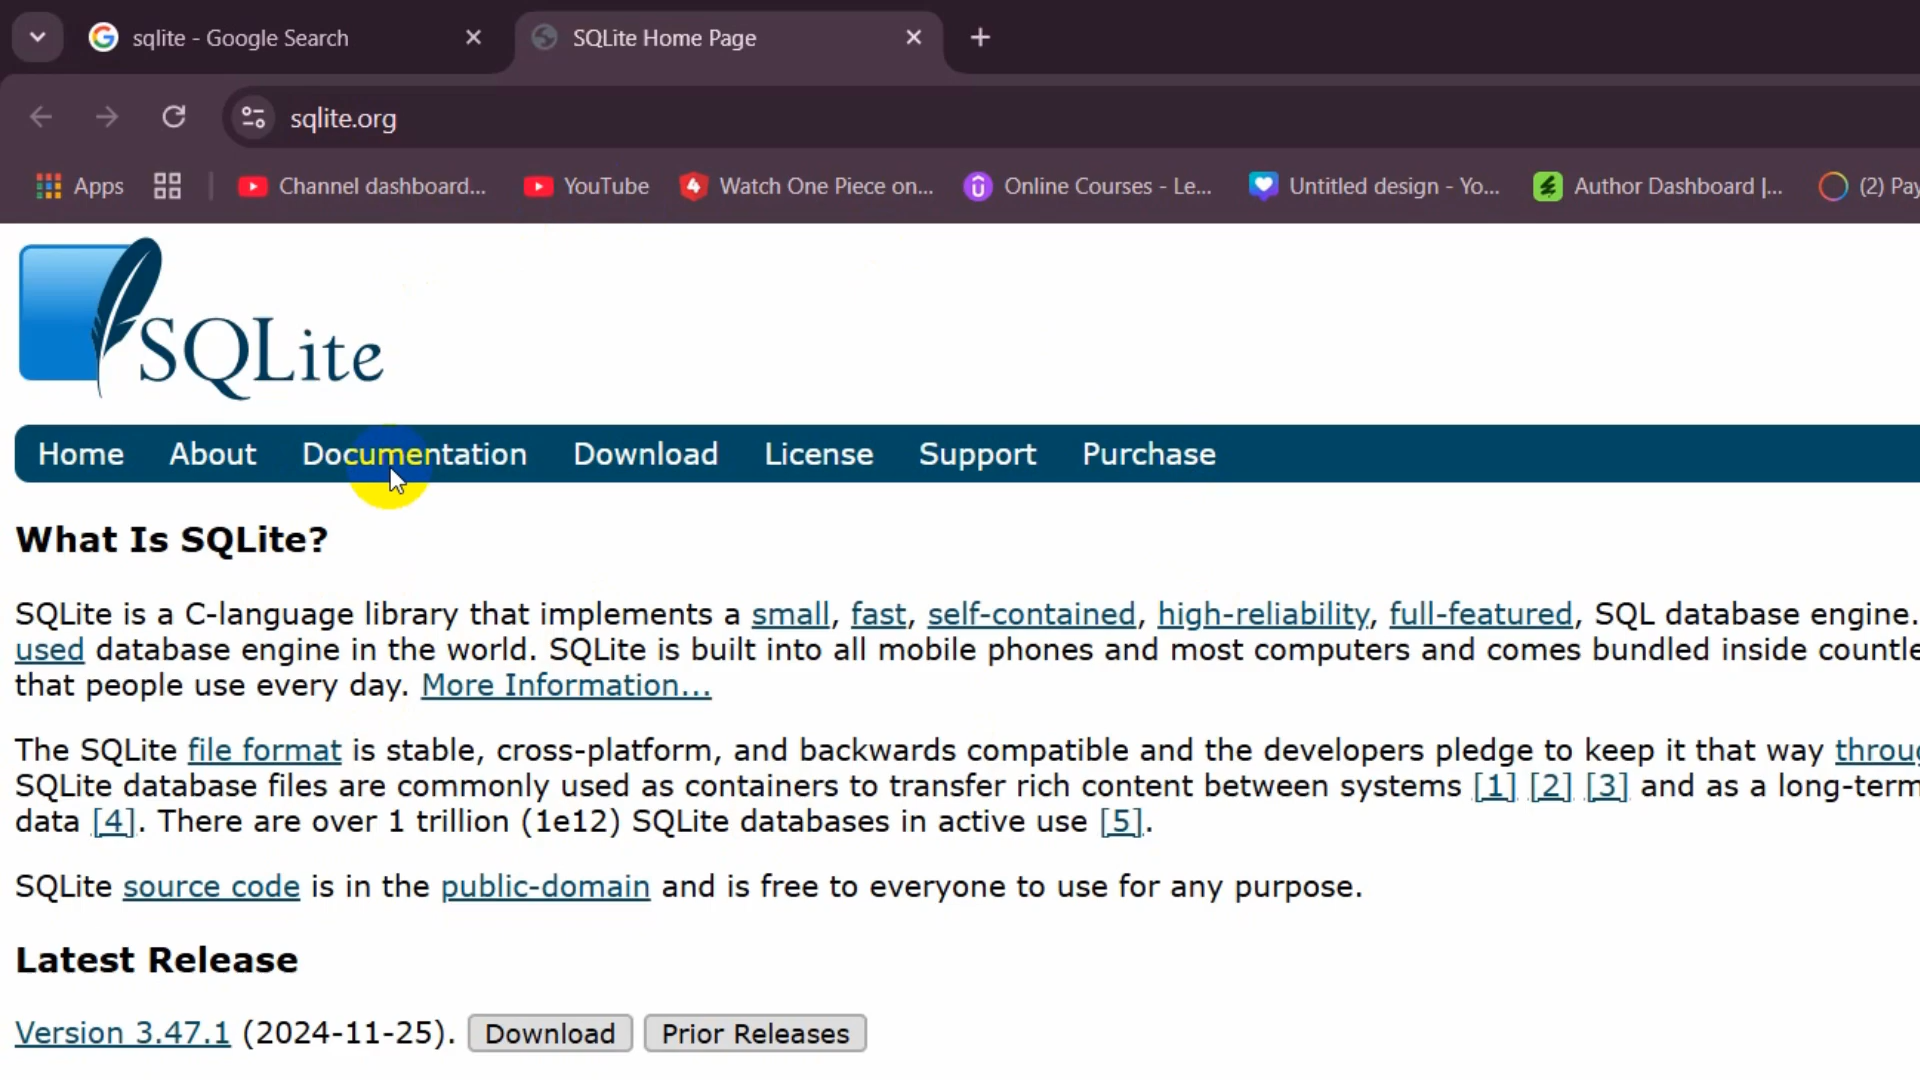 sqlite - Google Search
SQLite Home Page
sqlite.org
Apps
Channel dashboard...
YouTube
Watch One Piece on...
Online Courses - Le...
Untitled design - Yo...
Author Dashboard |...
(2) Pay
SQLite
Home About Documentation Download License Support Purchase
What Is SQLite?
SQLite is a C-language library that implements a small, fast, self-contained, high-reliability, full-featured, SQL database engine.
used database engine in the world. SQLite is built into all mobile phones and most computers and comes bundled inside countle
that people use every day. More Information...
The SQLite file format is stable, cross-platform, and backwards compatible and the developers pledge to keep it that way throug
SQLite database files are commonly used as containers to transfer rich content between systems [1] [2] [3] and as a long-term
data [4]. There are over 1 trillion (1e12) SQLite databases in active use [5].
SQLite source code is in the public-domain and is free to everyone to use for any purpose.
Latest Release
Version 3.47.1 (2024-11-25). Download Prior Releases